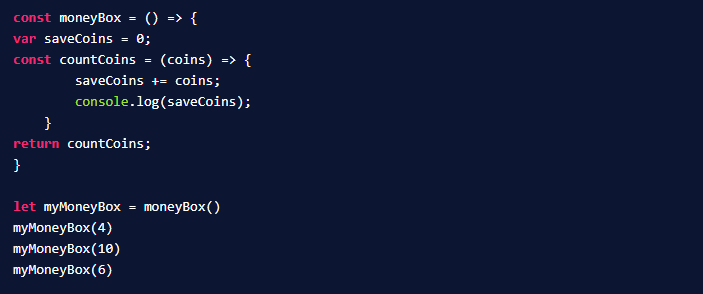 const moneyBox = () => {
var saveCoins = 0;
const countCoins = (coins) => {
        saveCoins += coins;
        console.log(saveCoins);
    }
return countCoins;
}

let myMoneyBox = moneyBox()
myMoneyBox(4)
myMoneyBox(10)
myMoneyBox(6)